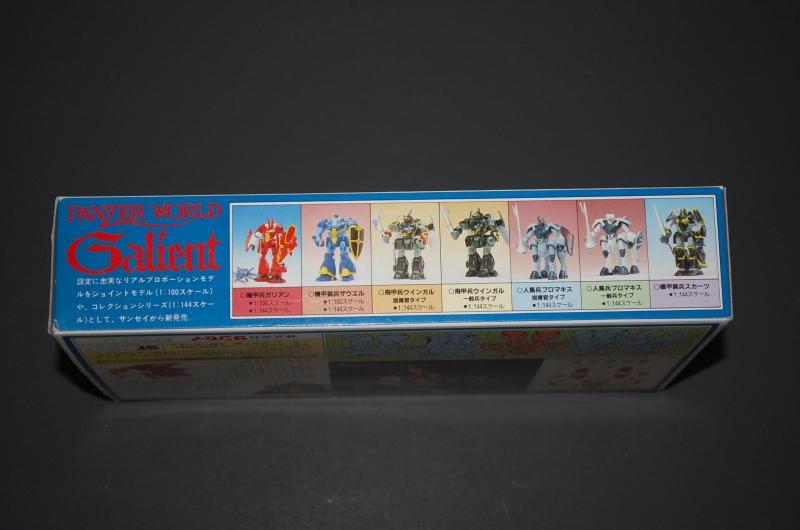 PANZER WORLD
Galient
設定に忠実なリアルプロポーションモデ
ルをジョイントモデル(1:100スケール)
や、コレクションシリーズ(1:144スケー
ル)として、サンセイから新発売。
○機甲兵ガリアン
●1:100スケール
●1:144スケール
○機甲猟兵ザウエル
●1:100スケール
●1:144スケール
○飛甲兵ウインガル
指揮官タイプ
●1:144スケール
○飛甲兵ウインガル
一般兵タイプ
●1:144スケール
○人馬兵プロマキス
指揮官タイプ
●1:144スケール
○人馬兵プロマキス
一般兵タイプ
●1:144スケール
○機甲猟兵スカーツ
●1:144スケール
株式会社サンセイ
ST